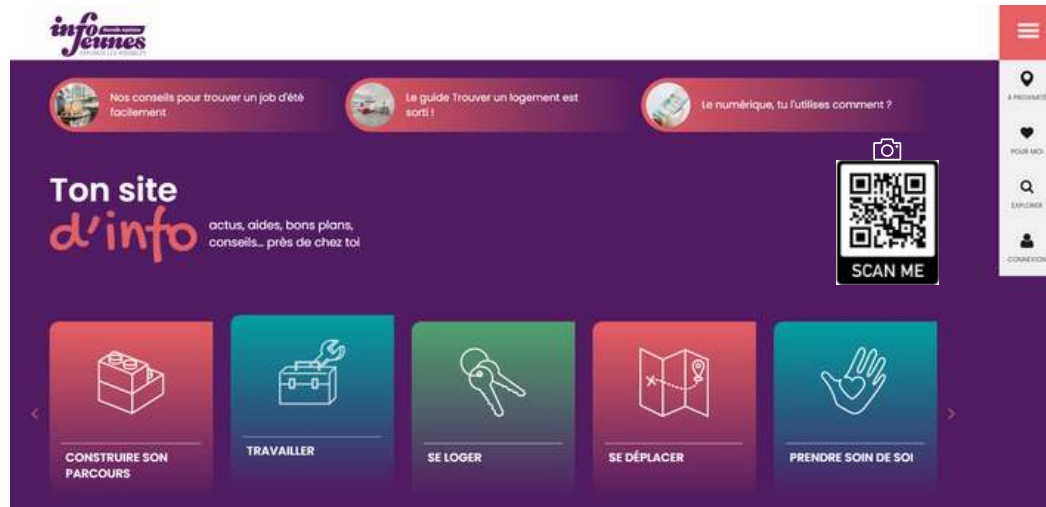 info
Jeunes
Nos conseils pour trouver un job d'été
facilement
Le guide Trouver un logement est
sorti !
Le numérique, tu l'utilises comment ?
À PROXIMITÉ
POUR MOI
EXPLORER
CONNEXION
Ton site
d'info
actus, aides, bons plans,
conseils... près de chez toi
SCAN ME
CONSTRUIRE SON
PARCOURS
TRAVAILLER
SE LOGER
SE DÉPLACER
PRENDRE SOIN DE SOI